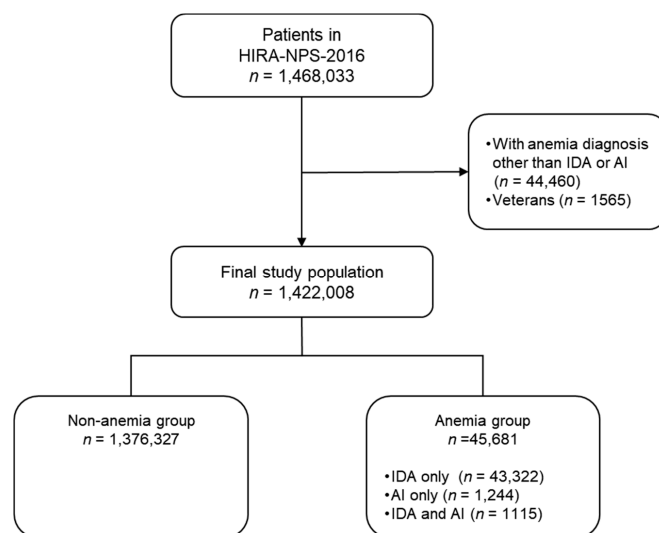 Patients in
HIRA-NPS-2016
n = 1,468,033
•With anemia diagnosis
other than IDA or AI
(n = 44,460)
•Veterans (n = 1565)
Final study population
n = 1,422,008
Non-anemia group
n = 1,376,327
Anemia group
n =45,681
•IDA only (n = 43,322)
•AI only (n = 1,244)
•IDA and AI (n = 1115)